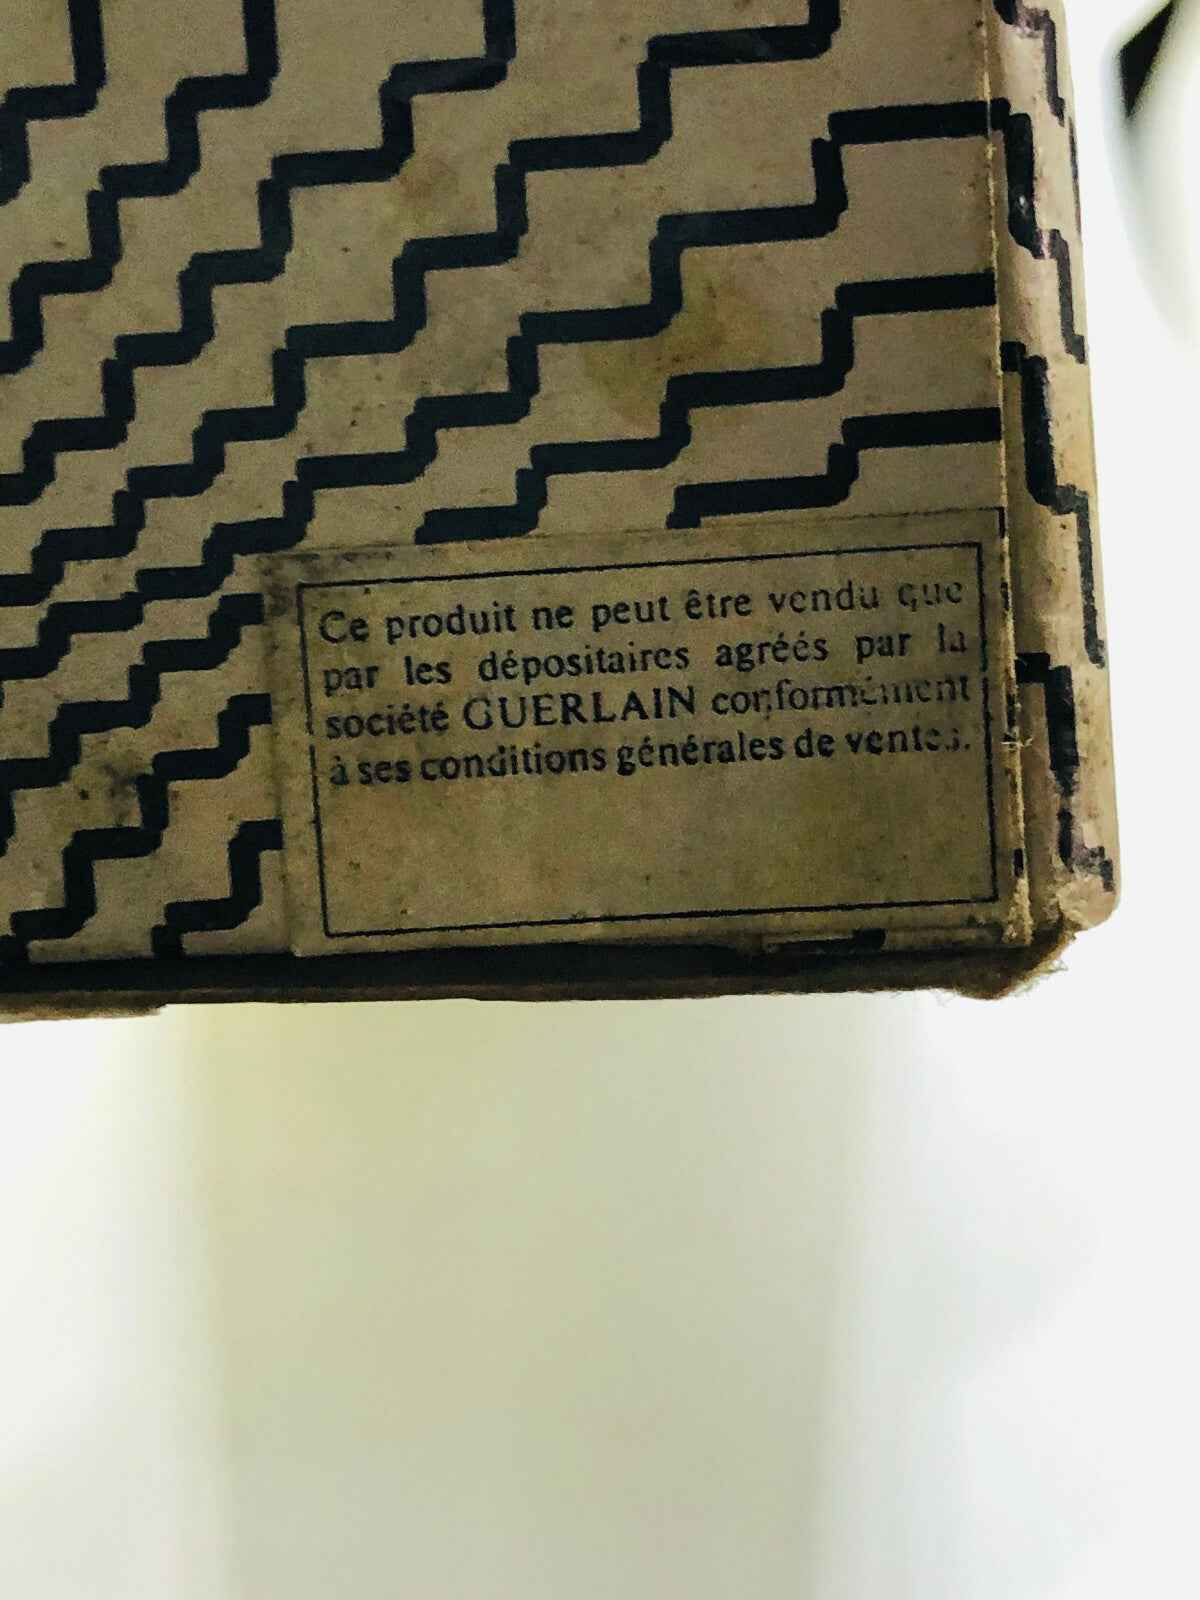 Ce produit ne peut être vendu que
par les dépositaires agréés par la
société GUERLAIN conformément
à ses conditions générales de ventes.